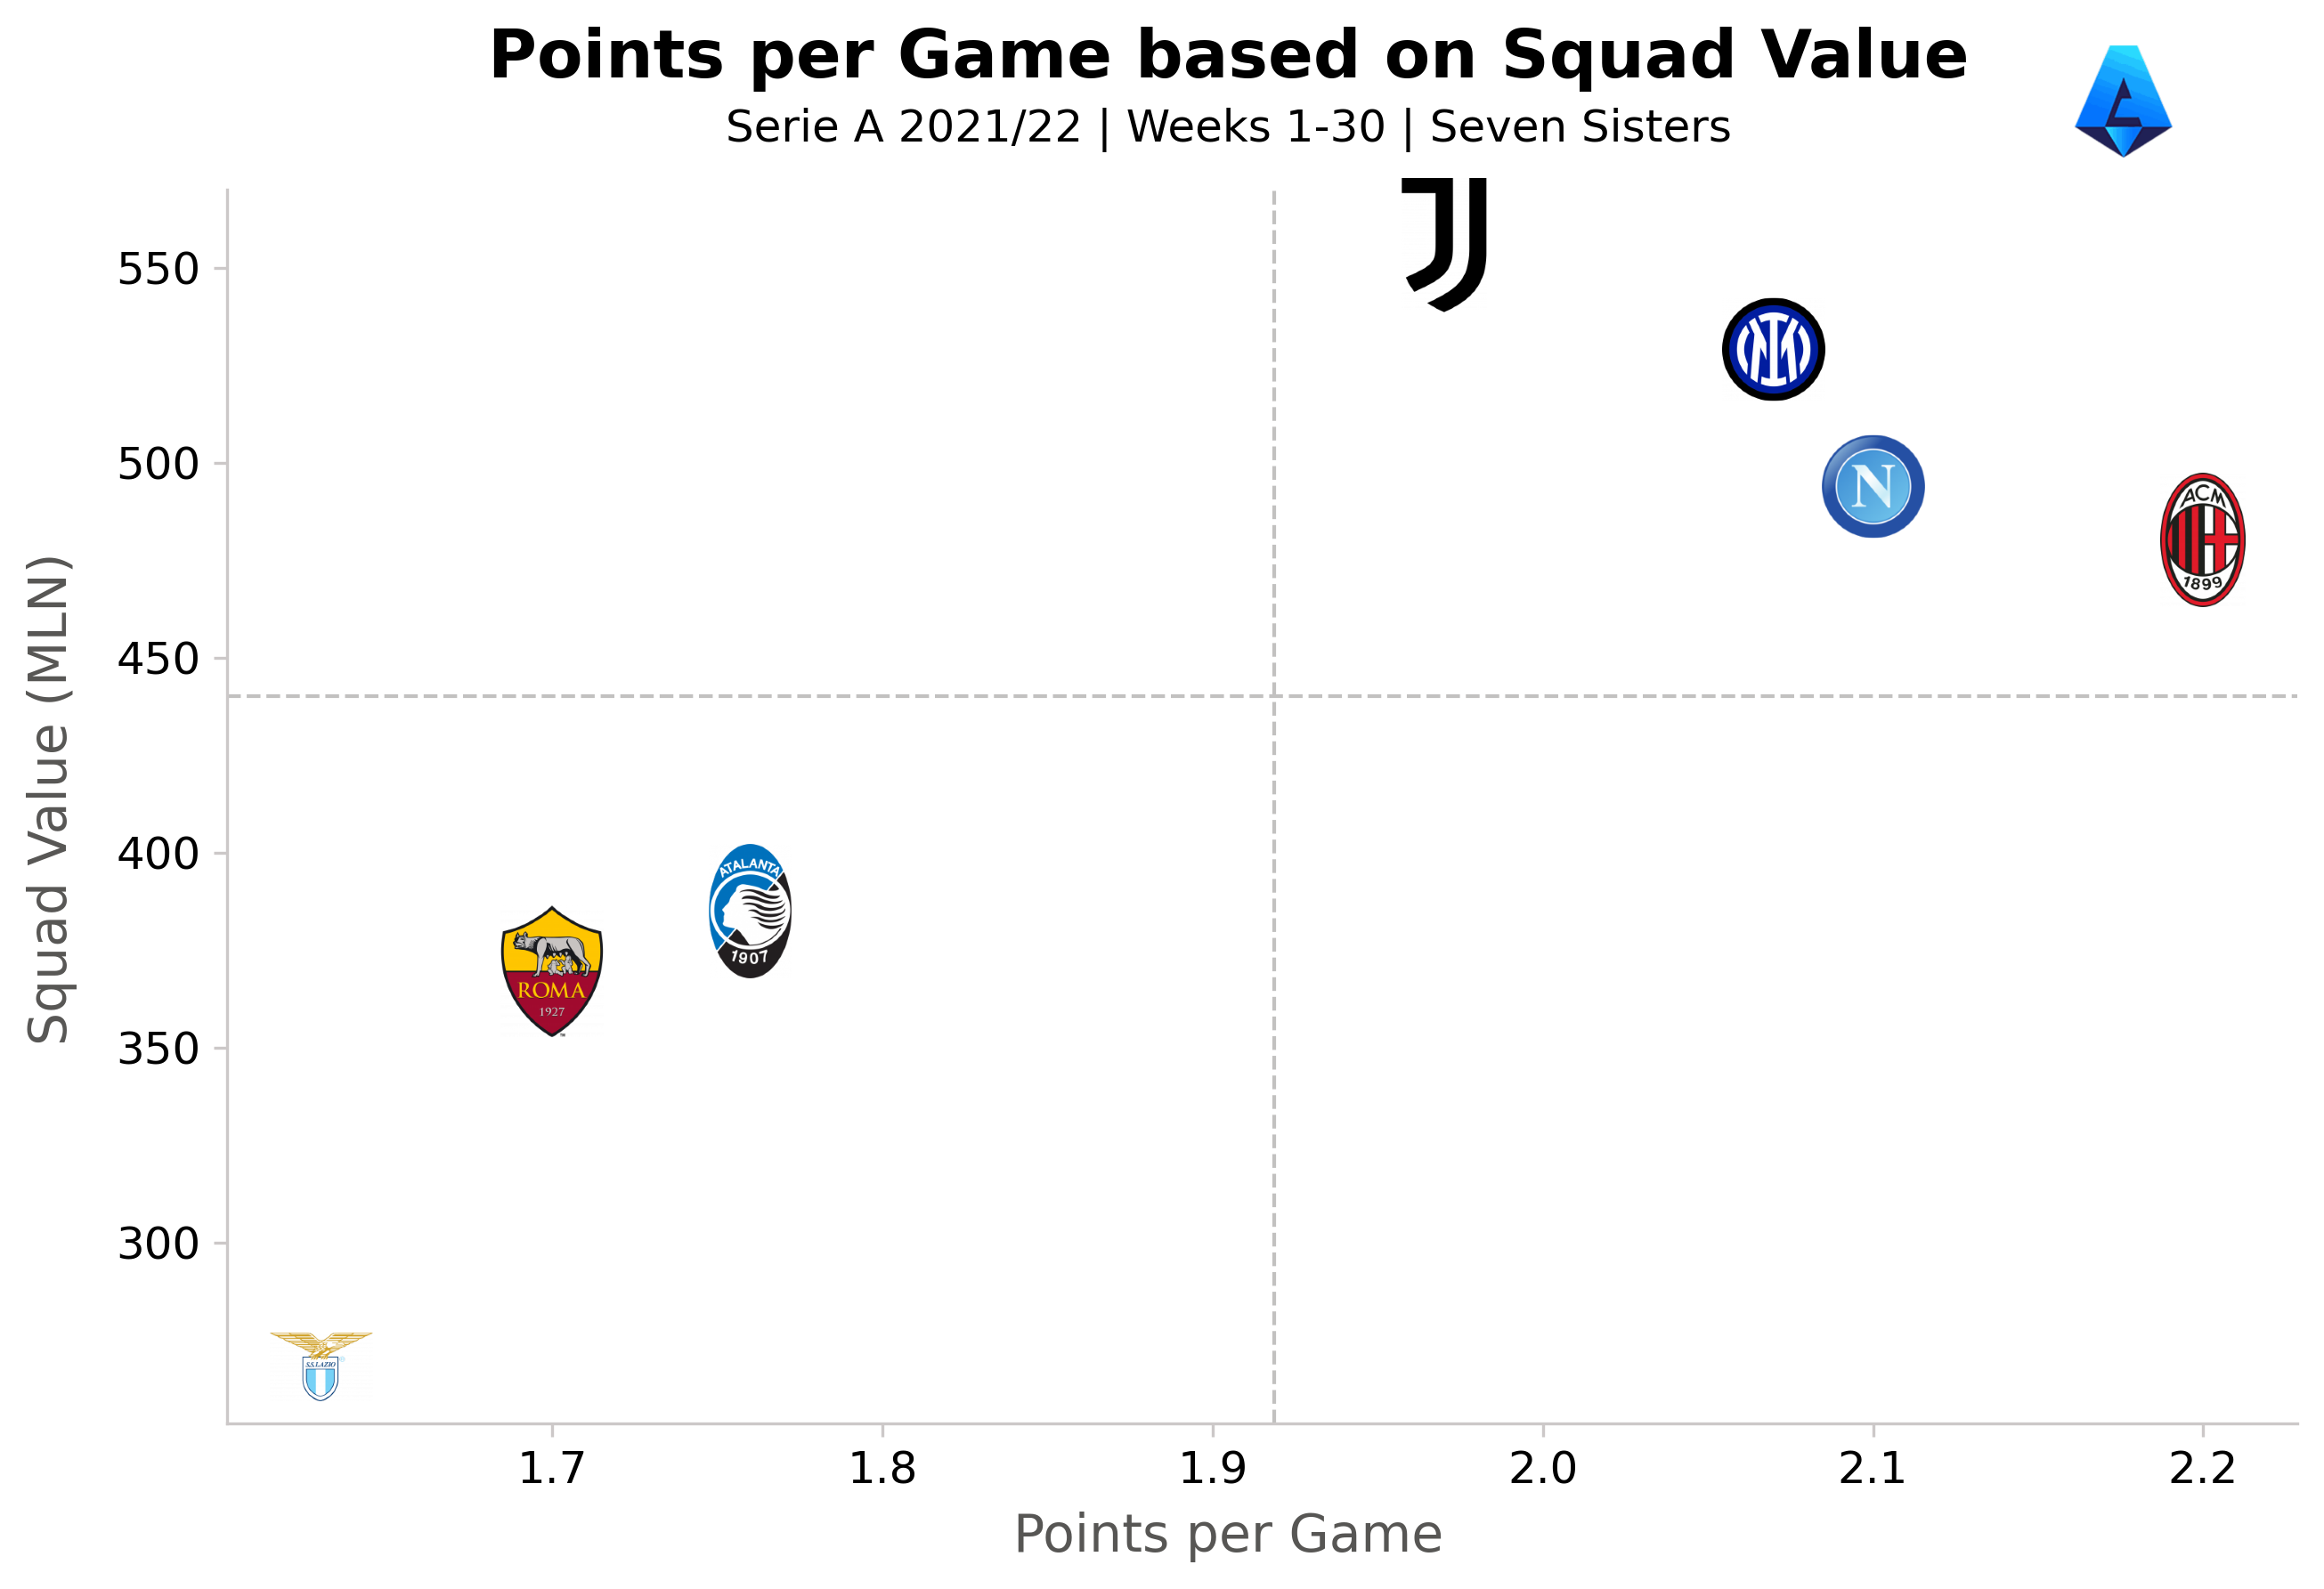 Points per Game based on Squad Value
Serie A 2021/22 | Weeks 1-30 | Seven Sisters
Squad Value (MLN)
550
500
450
400
350
300
N
ACM
1899
ATALANTA
1907
ROMA
1927
S.S.LAZIO
1.7
1.8
1.9
2.0
2.1
2.2
Points per Game